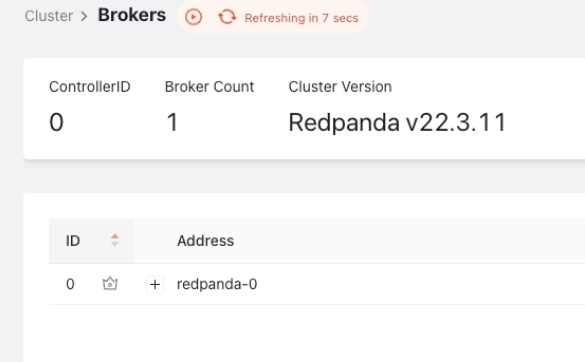 Cluster > Brokers Refreshing in 7 secs
ControllerID Broker Count Cluster Version
0 1 Redpanda v22.3.11
ID Address
0 + redpanda-0